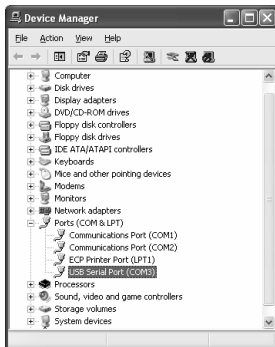 Device Manager
File Action View Help
Computer
Disk drives
Display adapters
DVD/CD-ROM drives
Floppy disk controllers
Floppy disk drives
IDE ATA/ATAPI controllers
Keyboards
Mice and other pointing devices
Modems
Monitors
Network adapters
Ports (COM & LPT)
Communications Port (COM1)
Communications Port (COM2)
ECP Printer Port (LPT1)
USB Serial Port (COM3)
Processors
Sound, video and game controllers
Storage volumes
System devices